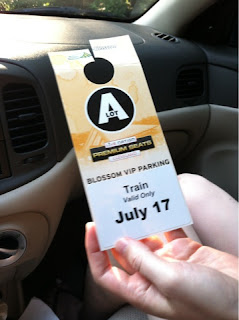 A
LOT
PREMIUM SEATS
BLOSSOM VIP PARKING
Train
Valid Only
July 17